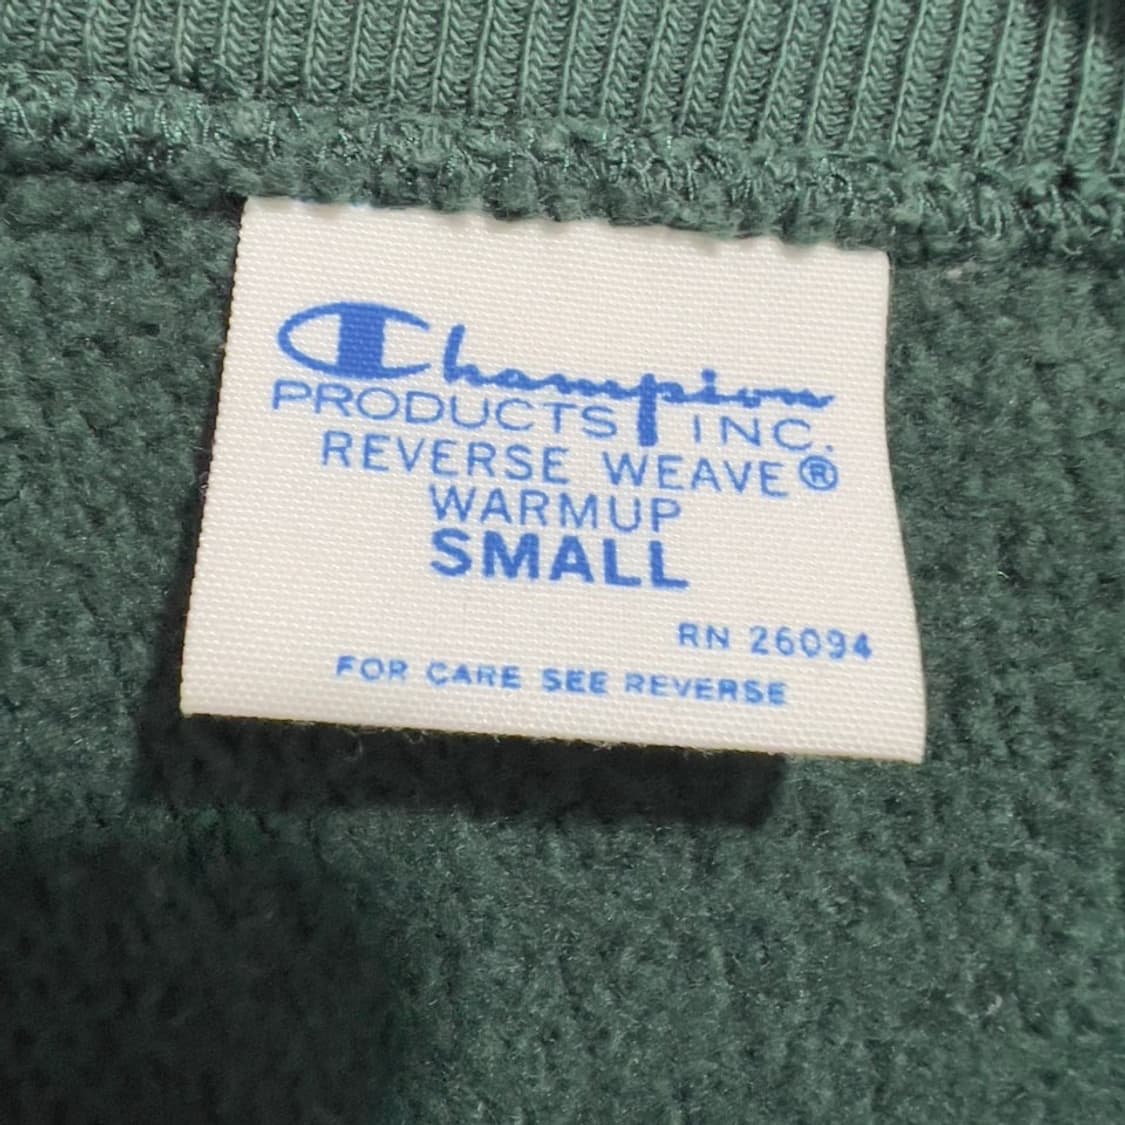 Champion
PRODUCTS INC.
REVERSE WEAVE®
WARMUP
SMALL
RN 26094
FOR CARE SEE REVERSE